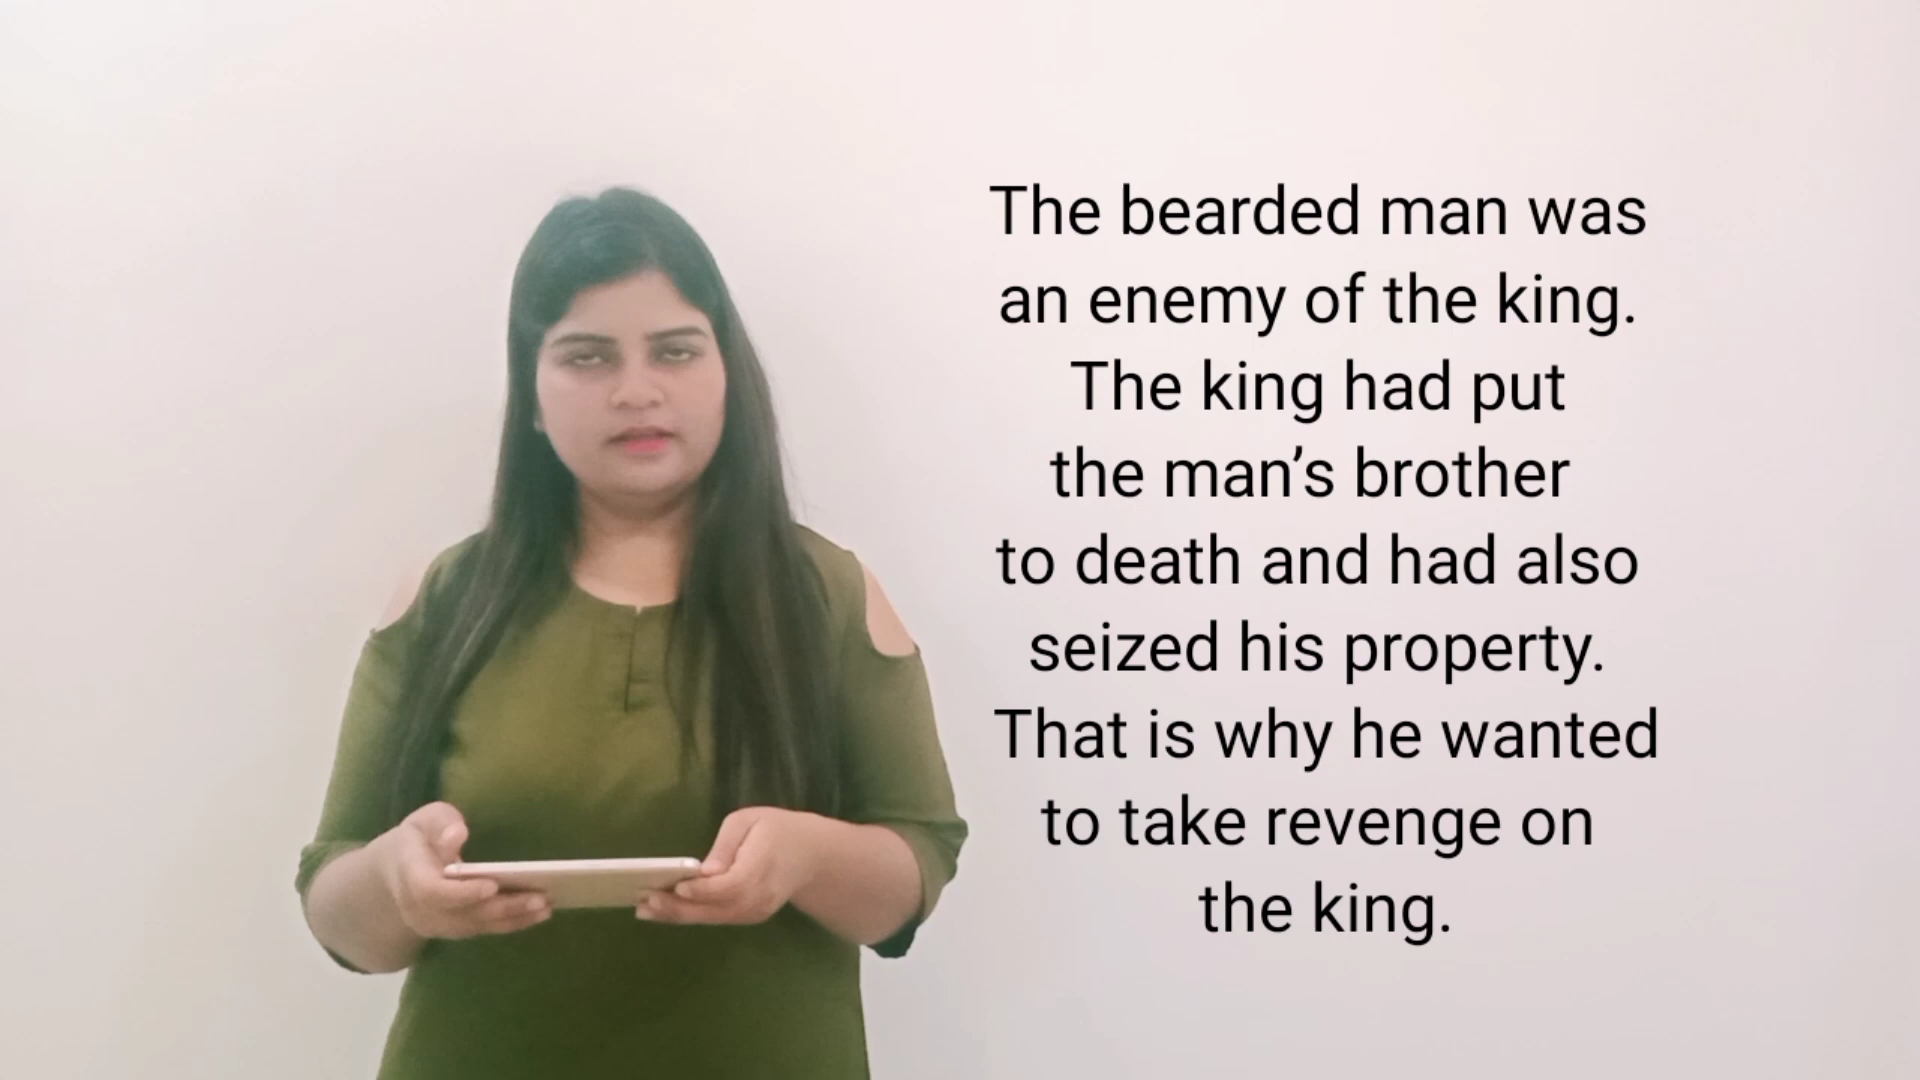 The bearded man was
an enemy of the king.
The king had put
the man’s brother
to death and had also
seized his property.
That is why he wanted
to take revenge on
the king.